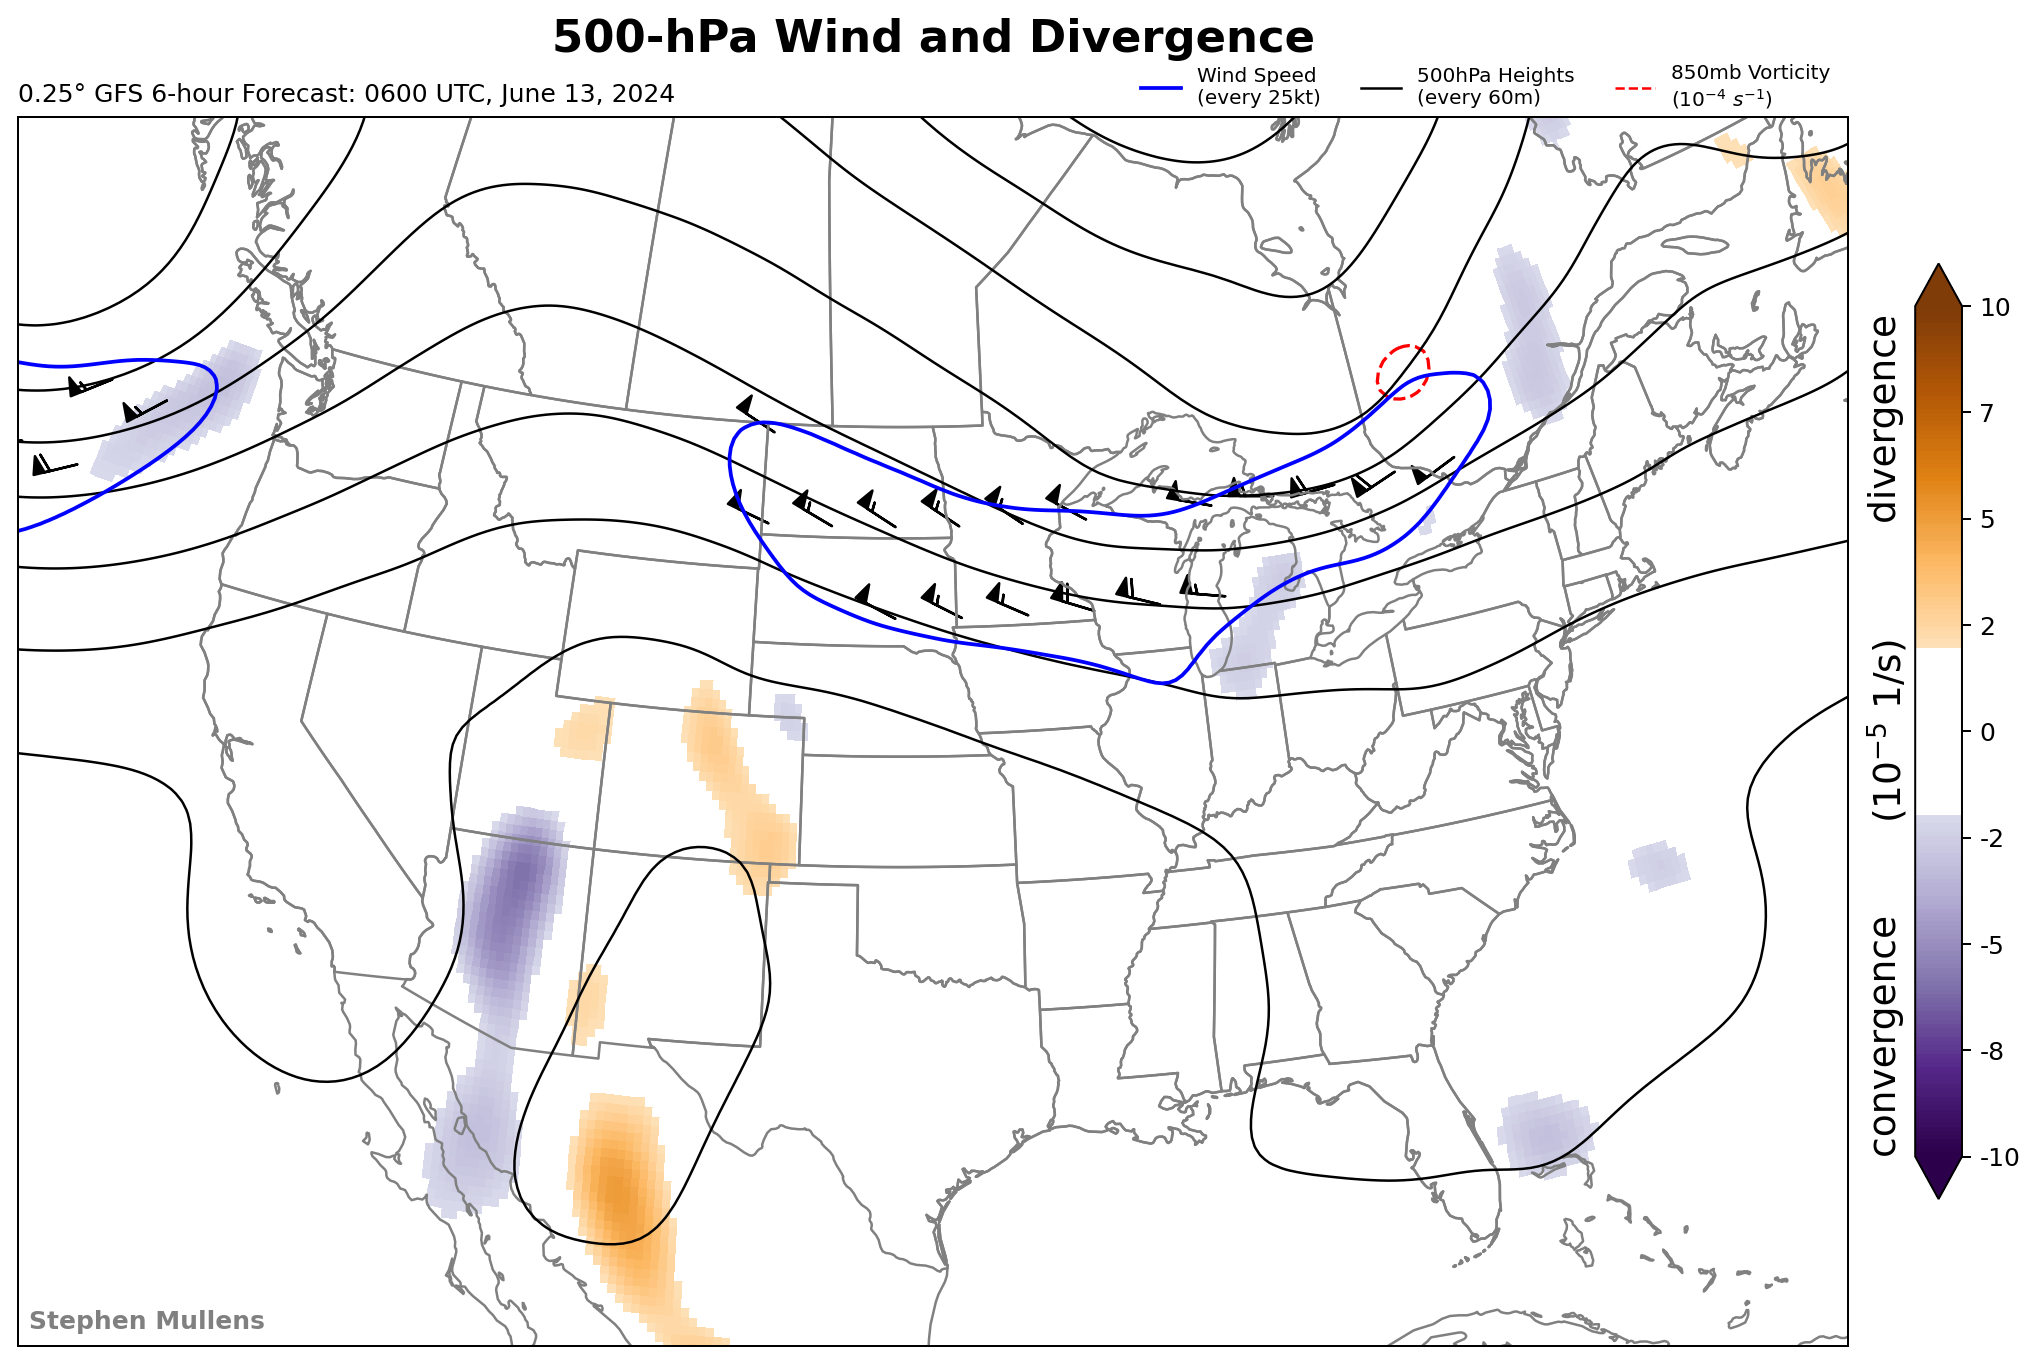 500-hPa Wind and Divergence
0.25° GFS 6-hour Forecast: 0600 UTC, June 13, 2024
Wind Speed
(every 25kt)
500hPa Heights
(every 60m)
850mb Vorticity
(10⁻⁴ s⁻¹)
10
7
5
2
0
-2
-5
-8
-10
convergence (10⁻⁵ 1/s) divergence
Stephen Mullens